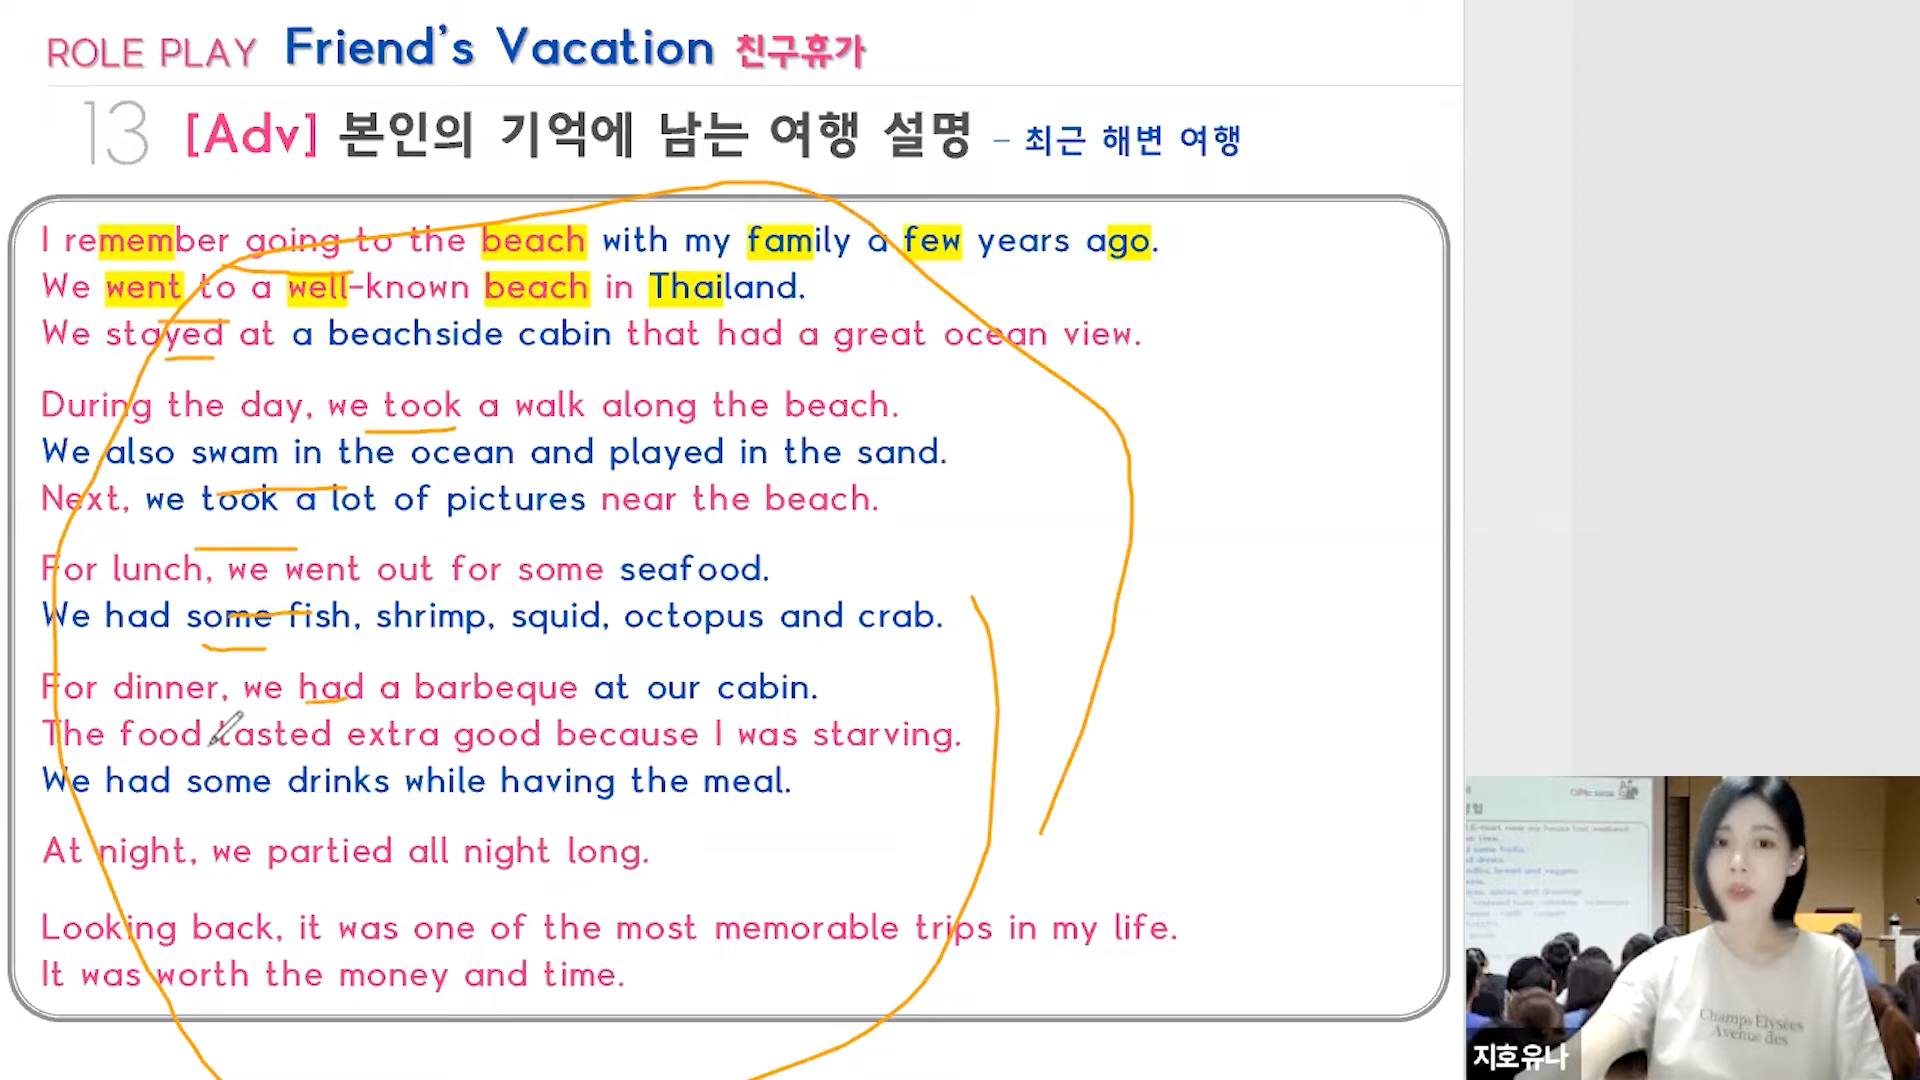 ROLE PLAY Friend's Vacation 친구휴가
13 [Adv] 본인의 기억에 남는 여행 설명 – 최근 해변 여행
I remember going to the beach with my family a few years ago.
We went to a well-known beach in Thailand.
We stayed at a beachside cabin that had a great ocean view.
During the day, we took a walk along the beach.
We also swam in the ocean and played in the sand.
Next, we took a lot of pictures near the beach.
For lunch, we went out for some seafood.
We had some fish, shrimp, squid, octopus and crab.
For dinner, we had a barbeque at our cabin.
The food tasted extra good because I was starving.
We had some drinks while having the meal.
At night, we partied all night long.
Looking back, it was one of the most memorable trips in my life.
It was worth the money and time.
Champs Elysées
Avenue des
지호유나